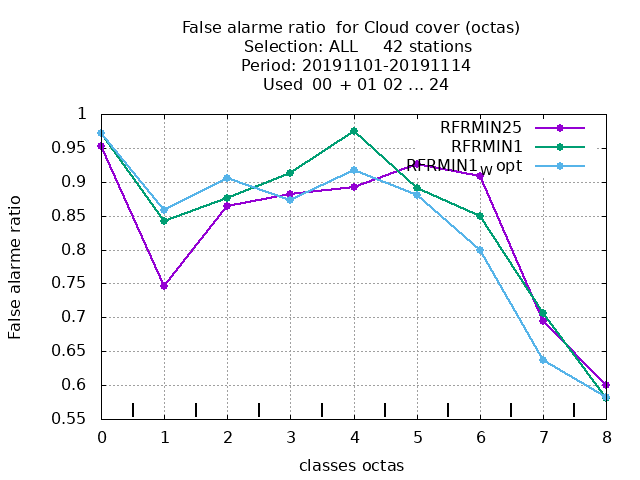 False alarme ratio  for Cloud cover (octas)
Selection: ALL     42 stations
Period: 20191101-20191114
Used  00 + 01 02 ... 24
RFRMIN25
RFRMIN1
RFRMIN1w opt
1
0.95
0.9
0.85
0.8
0.75
0.7
0.65
0.6
0.55
False alarme ratio
0 1 2 3 4 5 6 7 8
classes octas